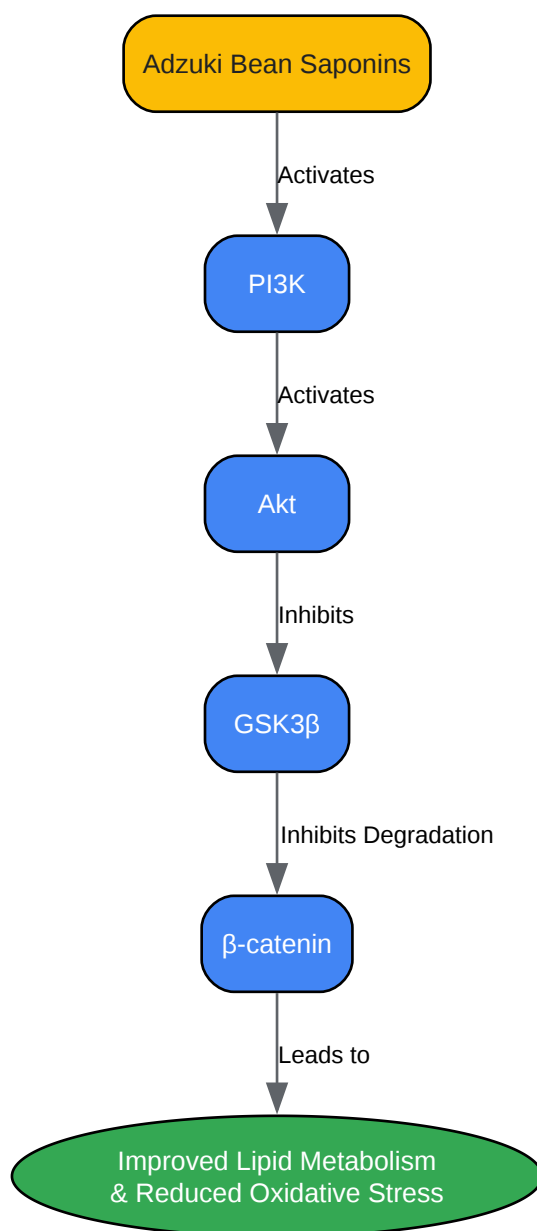 Adzuki Bean Saponins
Activates
PI3K
Activates
Akt
Inhibits
GSK3β
Inhibits Degradation
β-catenin
Leads to
Improved Lipid Metabolism
& Reduced Oxidative Stress